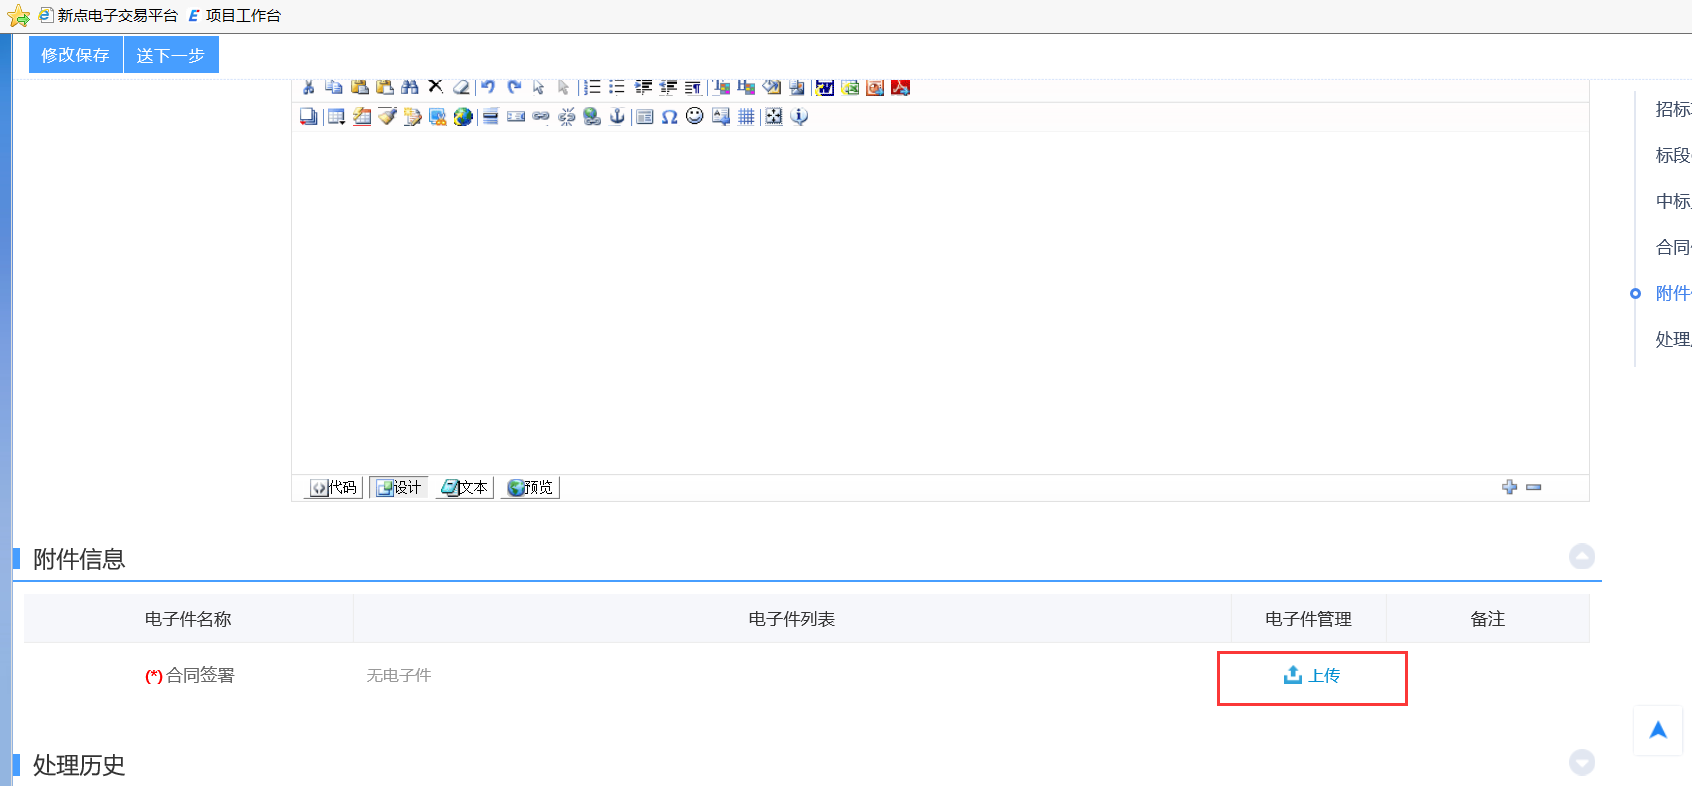 新点电子交易平台 项目工作台
修改保存 送下一步
招标
标段
中标
合同
附件
处理
代码 设计 文本 预览
附件信息
电子件名称 电子件列表 电子件管理 备注
(*)合同签署 无电子件 上传
处理历史